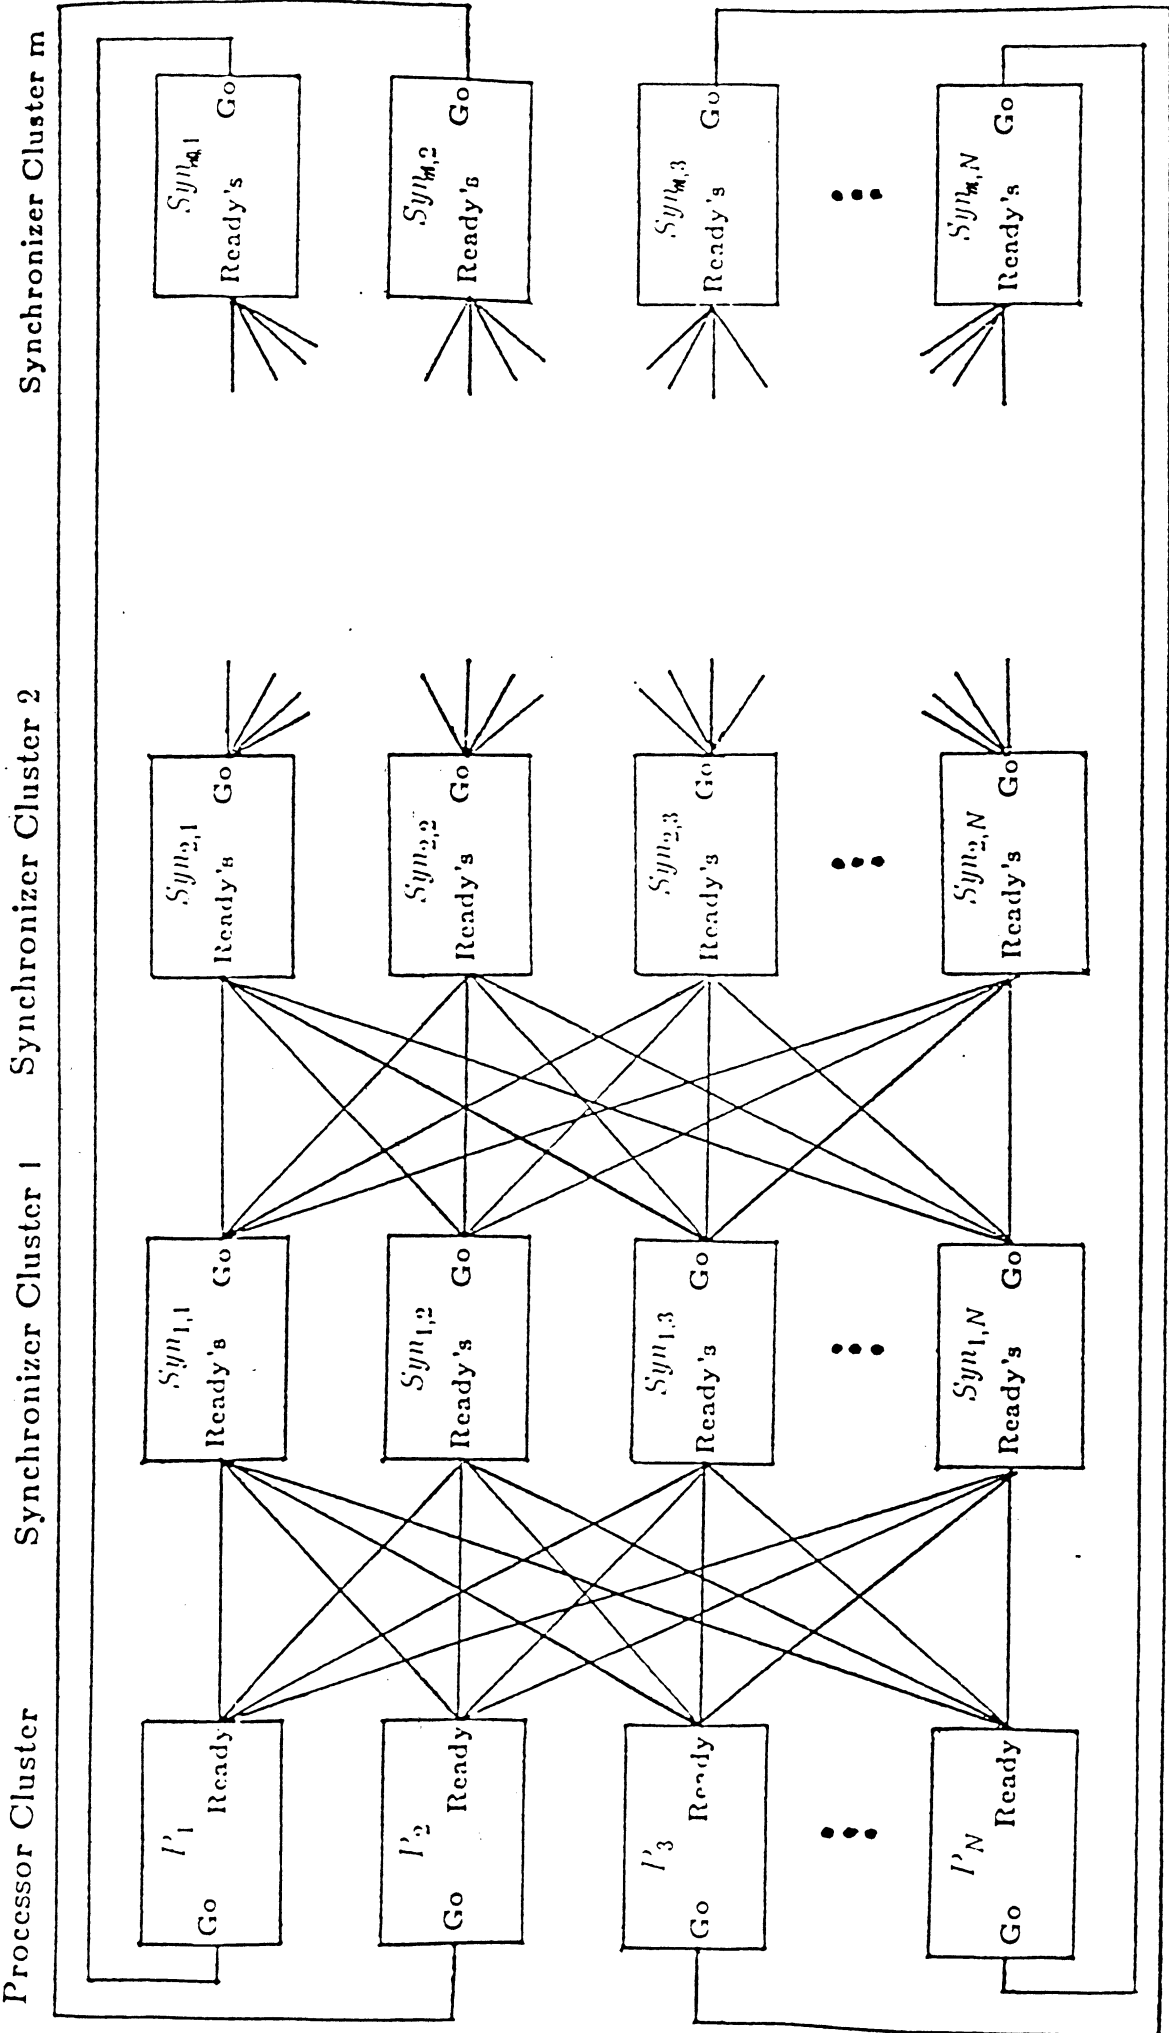 Processor Cluster
Synchronizer Cluster 1
Synchronizer Cluster 2
Synchronizer Cluster m
P1
Go
Ready
Syn1,1
Ready's
Go
Syn2,1
Ready's
Go
Synm,1
Ready's
Go
P2
Go
Ready
Syn1,2
Ready's
Go
Syn2,2
Ready's
Go
Synm,2
Ready's
Go
P3
Go
Ready
Syn1,3
Ready's
Go
Syn2,3
Ready's
Go
Synm,3
Ready's
Go
PN
Go
Ready
Syn1,N
Ready's
Go
Syn2,N
Ready's
Go
Synm,N
Ready's
Go